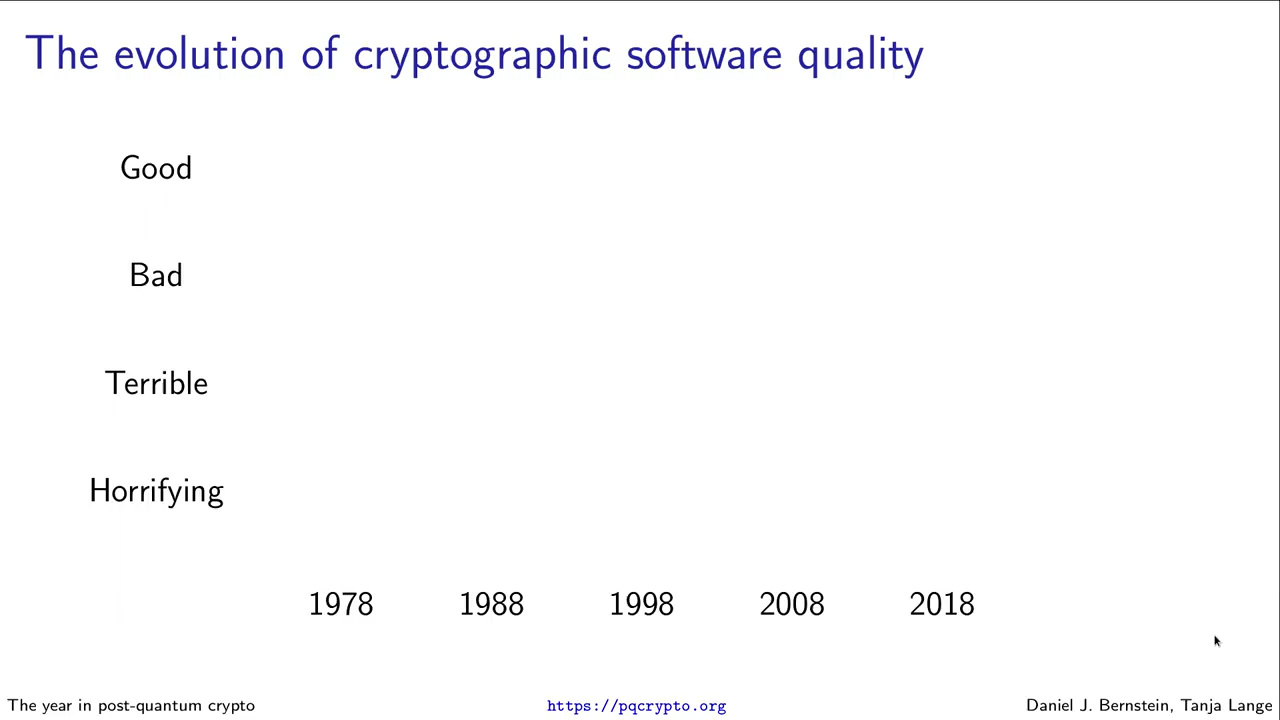 The evolution of cryptographic software quality
Good
Bad
Terrible
Horrifying
1978 1988 1998 2008 2018
The year in post-quantum crypto https://pqcrypto.org Daniel J. Bernstein, Tanja Lange